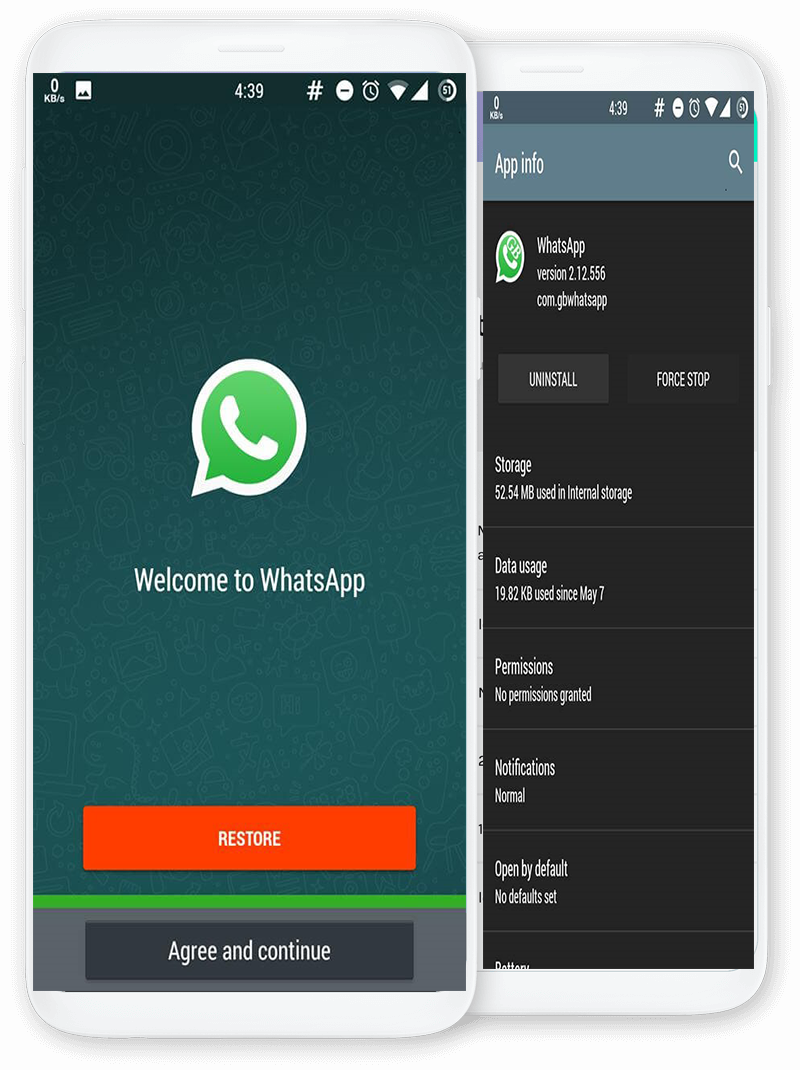 0
KB/s
4:39
51
Welcome to WhatsApp
RESTORE
Agree and continue
0
KB/s
4:39
51
App info
GB
WhatsApp
version 2.12.556
com.gbwhatsapp
UNINSTALL
FORCE STOP
Storage
52.54 MB used in Internal storage
Data usage
19.82 KB used since May 7
Permissions
No permissions granted
Notifications
Normal
Open by default
No defaults set
Battery